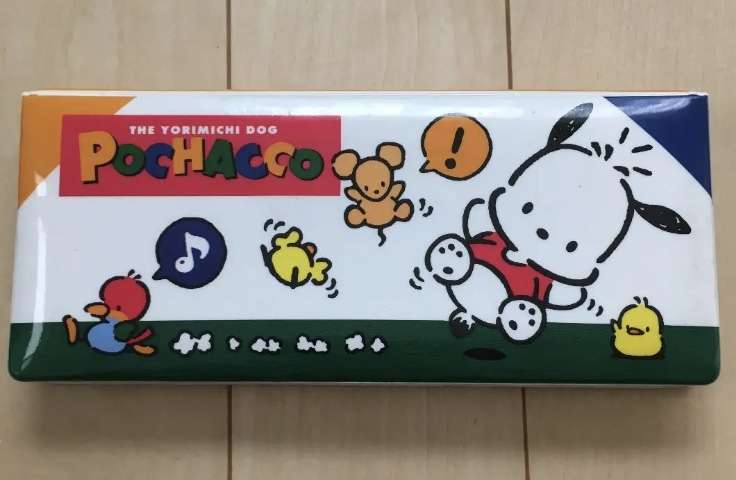 THE YORIMICHI DOG
POCHACCO
!